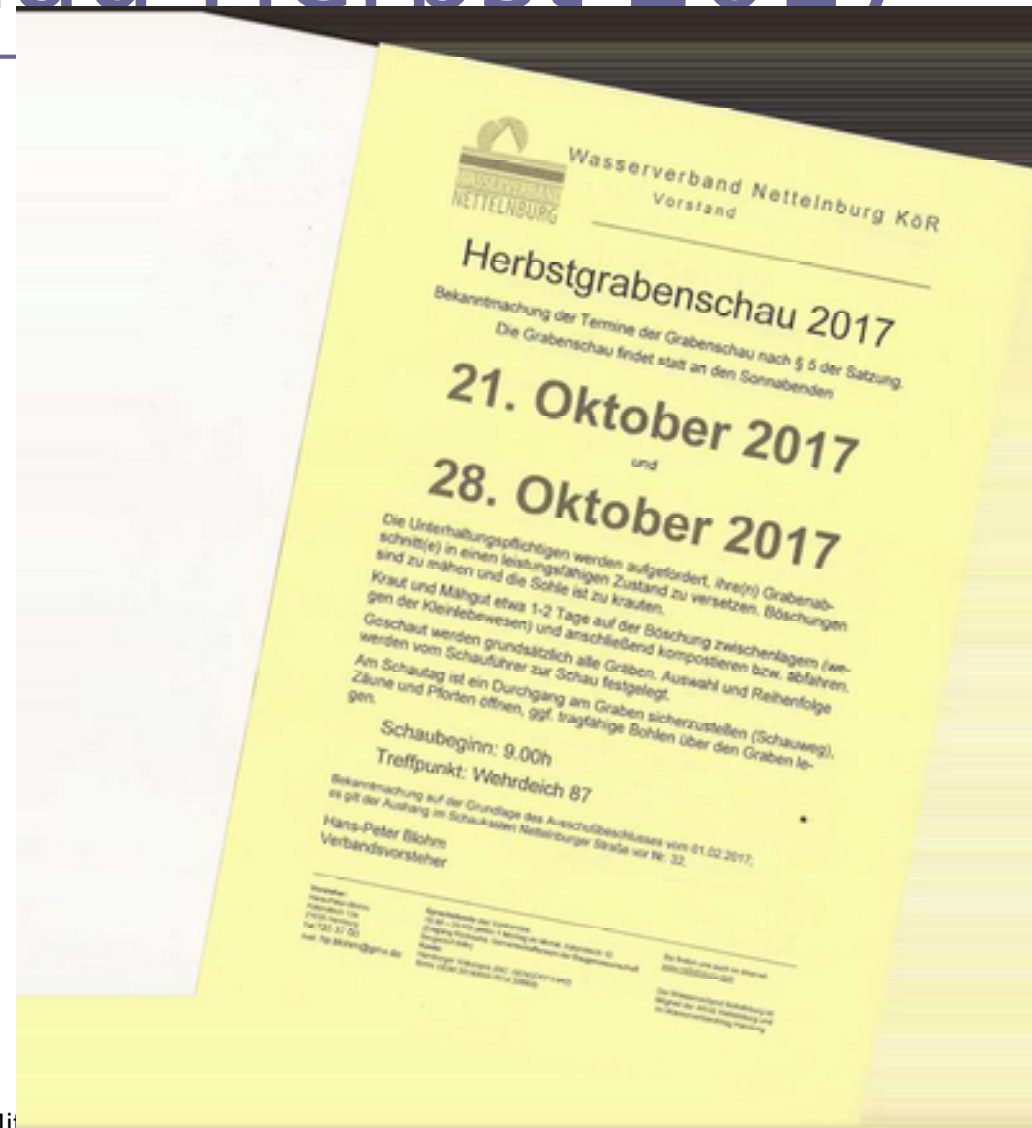 Herbst 2017
WASSERVERBAND
NETTELNBURG
Wasserverband Nettelnburg KöR
Vorstand
Herbstgrabenschau 2017
Bekanntmachung der Termine der Grabenschau nach § 5 der Satzung.
Die Grabenschau findet statt an den Sonnabenden
21. Oktober 2017
und
28. Oktober 2017
Die Unterhaltungspflichtigen werden aufgefordert, ihre(n) Grabenab-
schnitt(e) in einen leistungsfähigen Zustand zu versetzen. Böschungen
sind zu mähen und die Sohle ist zu krauten.
Kraut und Mähgut etwa 1-2 Tage auf der Böschung zwischenlagern (we-
gen der Kleinlebewesen) und anschließend kompostieren bzw. abfahren.
Geschaut werden grundsätzlich alle Gräben. Auswahl und Reihenfolge
werden vom Schauführer zur Schau festgelegt.
Am Schautag ist ein Durchgang am Graben sicherzustellen (Schauweg),
Zäune und Pforten öffnen, ggf. tragfähige Bohlen über den Graben le-
gen.
Schaubeginn: 9.00h
Treffpunkt: Wehrdeich 87
Bekanntmachung auf der Grundlage des Ausschußbeschlusses vom 01.02.2017;
es gilt der Aushang im Schaukasten Nettelnburger Straße vor Nr. 32.
Hans-Peter Blohm
Verbandsvorsteher
Vorsteher:
Hans-Peter Blohm